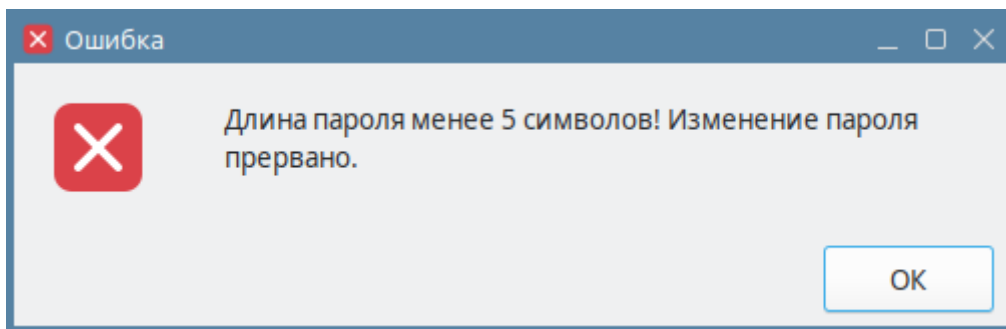 Ошибка
Длина пароля менее 5 символов! Изменение пароля
прервано.
OK